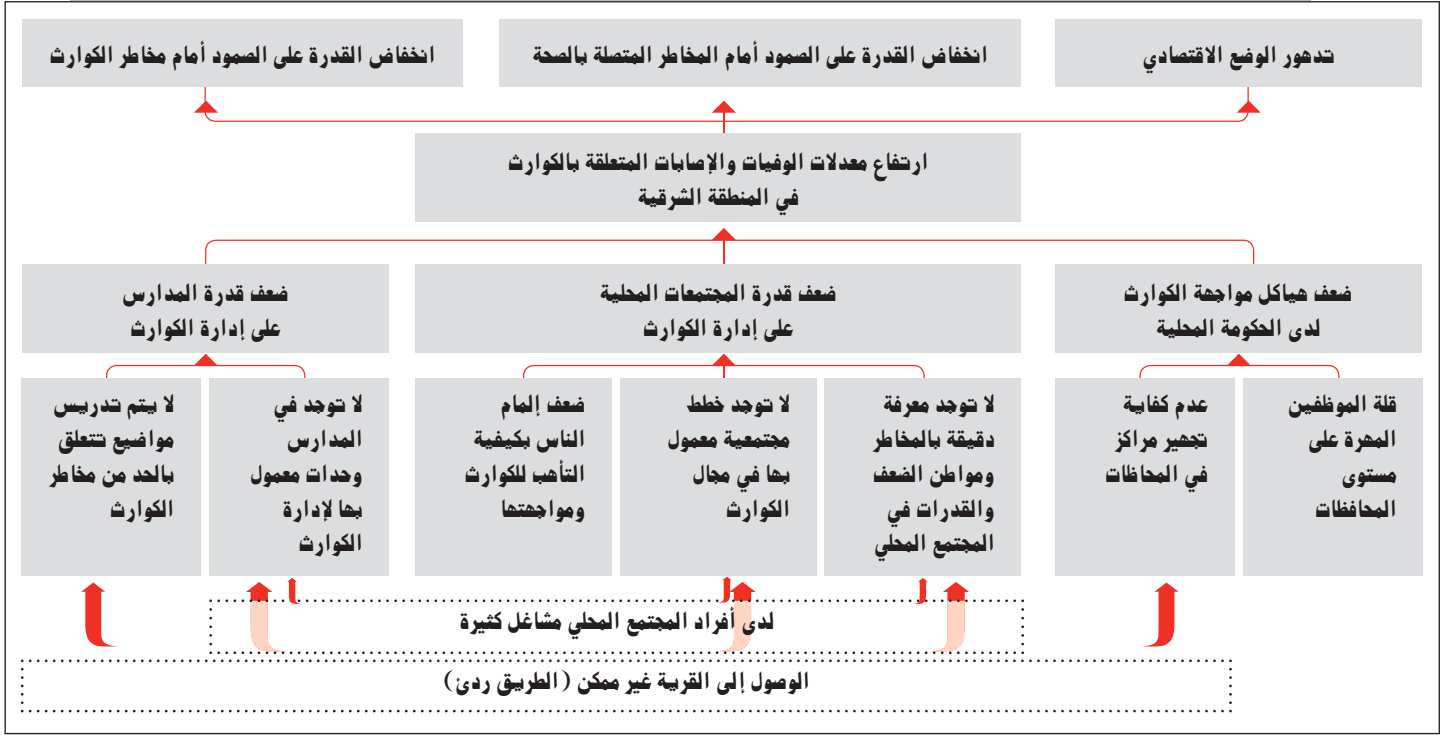 تدهور الوضع الاقتصادي
انخفاض القدرة على الصمود أمام المخاطر المتصلة بالصحة
انخفاض القدرة على الصمود أمام مخاطر الكوارث
ارتفاع معدلات الوفيات والإصابات المتعلقة بالكوارث
في المنطقة الشرقية
ضعف هياكل مواجهة الكوارث
لدى الحكومة المحلية
ضعف قدرة المجتمعات المحلية
على إدارة الكوارث
ضعف قدرة المدارس
على إدارة الكوارث
قلة الموظفين
المهرة على
مستوى
المحافظات
عدم كفاية
تجهير مراكز
في المحاظات
لا توجد معرفة
دقيقة بالمخاطر
ومواطن الضعف
والقدرات في
المجتمع المحلي
لا توجد خطط
مجتمعية معمول
بها في مجال
الكوارث
ضعف إلمام
الناس بكيفية
التأهب للكوارث
ومواجهتها
لا توجد في
المدارس
وحدات معمول
بها لإدارة
الكوارث
لا يتم تدريس
مواضيع تتعلق
بالحد من مخاطر
الكوارث
لدى أفراد المجتمع المحلي مشاغل كثيرة
الوصول إلى القرية غير ممكن (الطريق ردئ)